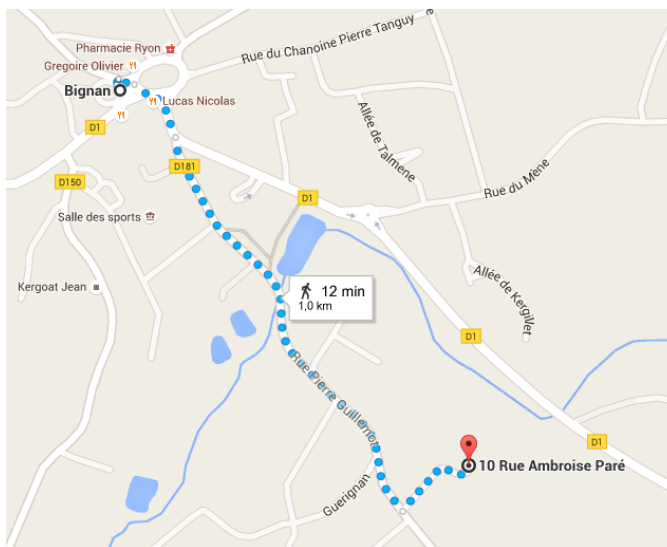 Pharmacie Ryon
Gregoire Olivier
Rue du Chanoine Pierre Tanguy
Bignan
Lucas Nicolas
D1
Allée de Talmene
D181
D150
Rue du Mène
D1
Salle des sports
Kergoat Jean
Allée de Kergillet
12 min
1,0 km
D1
Rue Pierre Guillemot
D1
10 Rue Ambroise Paré
Guerignan